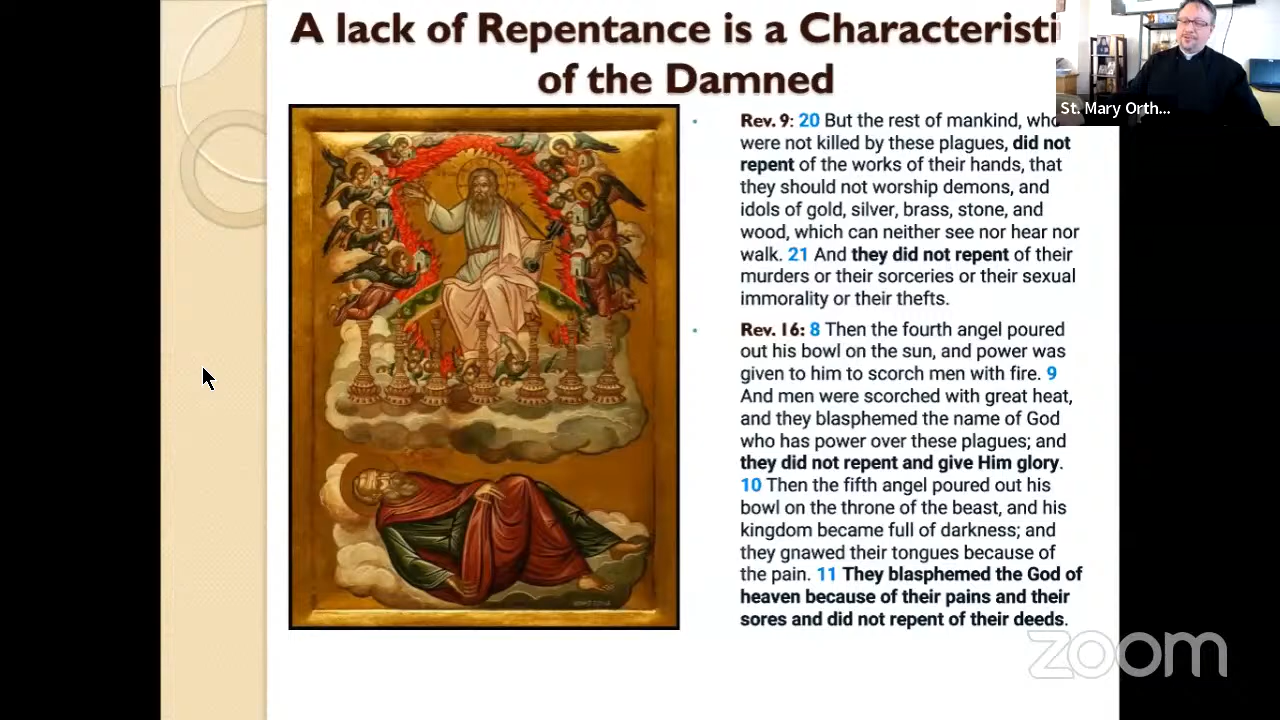 A lack of Repentance is a Characteristi
of the Damned
St. Mary Orth...
• Rev. 9: 20 But the rest of mankind, who
were not killed by these plagues, did not
repent of the works of their hands, that
they should not worship demons, and
idols of gold, silver, brass, stone, and
wood, which can neither see nor hear nor
walk. 21 And they did not repent of their
murders or their sorceries or their sexual
immorality or their thefts.
• Rev. 16: 8 Then the fourth angel poured
out his bowl on the sun, and power was
given to him to scorch men with fire. 9
And men were scorched with great heat,
and they blasphemed the name of God
who has power over these plagues; and
they did not repent and give Him glory.
10 Then the fifth angel poured out his
bowl on the throne of the beast, and his
kingdom became full of darkness; and
they gnawed their tongues because of
the pain. 11 They blasphemed the God of
heaven because of their pains and their
sores and did not repent of their deeds.
zoom